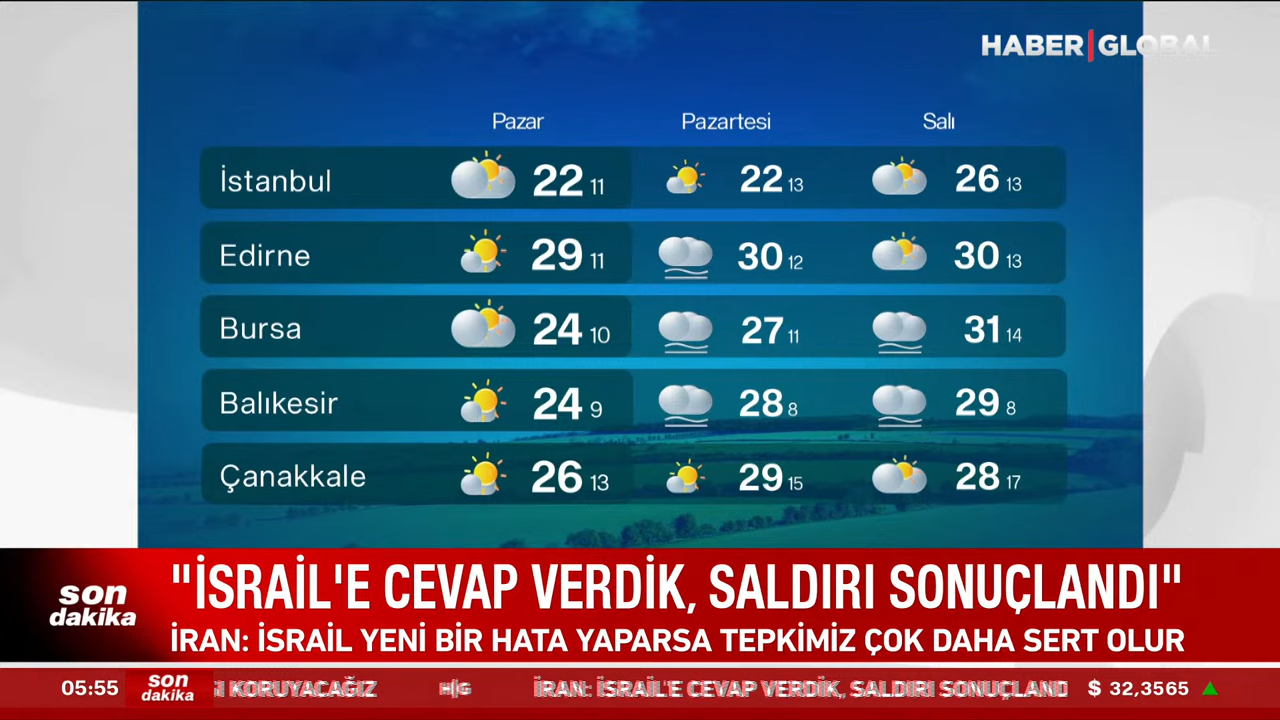 HABER GLOBAL
Pazar Pazartesi Salı
İstanbul 22 11 22 13 26 13
Edirne 29 11 30 12 30 13
Bursa 24 10 27 11 31 14
Balıkesir 24 9 28 8 29 8
Çanakkale 26 13 29 15 28 17
son dakika "İSRAİL'E CEVAP VERDİK, SALDIRI SONUÇLANDI"
İRAN: İSRAİL YENİ BİR HATA YAPARSA TEPKİMİZ ÇOK DAHA SERT OLUR
05:55 son dakika KORUYACAĞIZ HG İRAN: İSRAİL'E CEVAP VERDİK, SALDIRI SONUÇLAND $ 32,3565